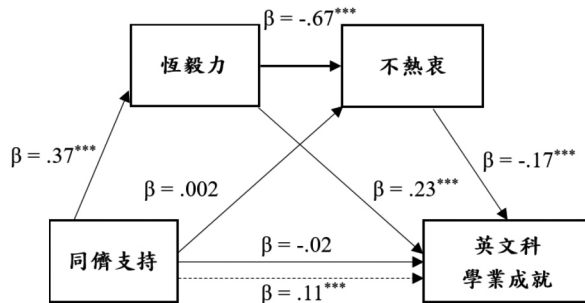 β = -.67***
恆毅力
不熱衷
β = .37***
β = .002
β = .23***
β = -.17***
同儕支持
β = -.02
β = .11***
英文科
學業成就